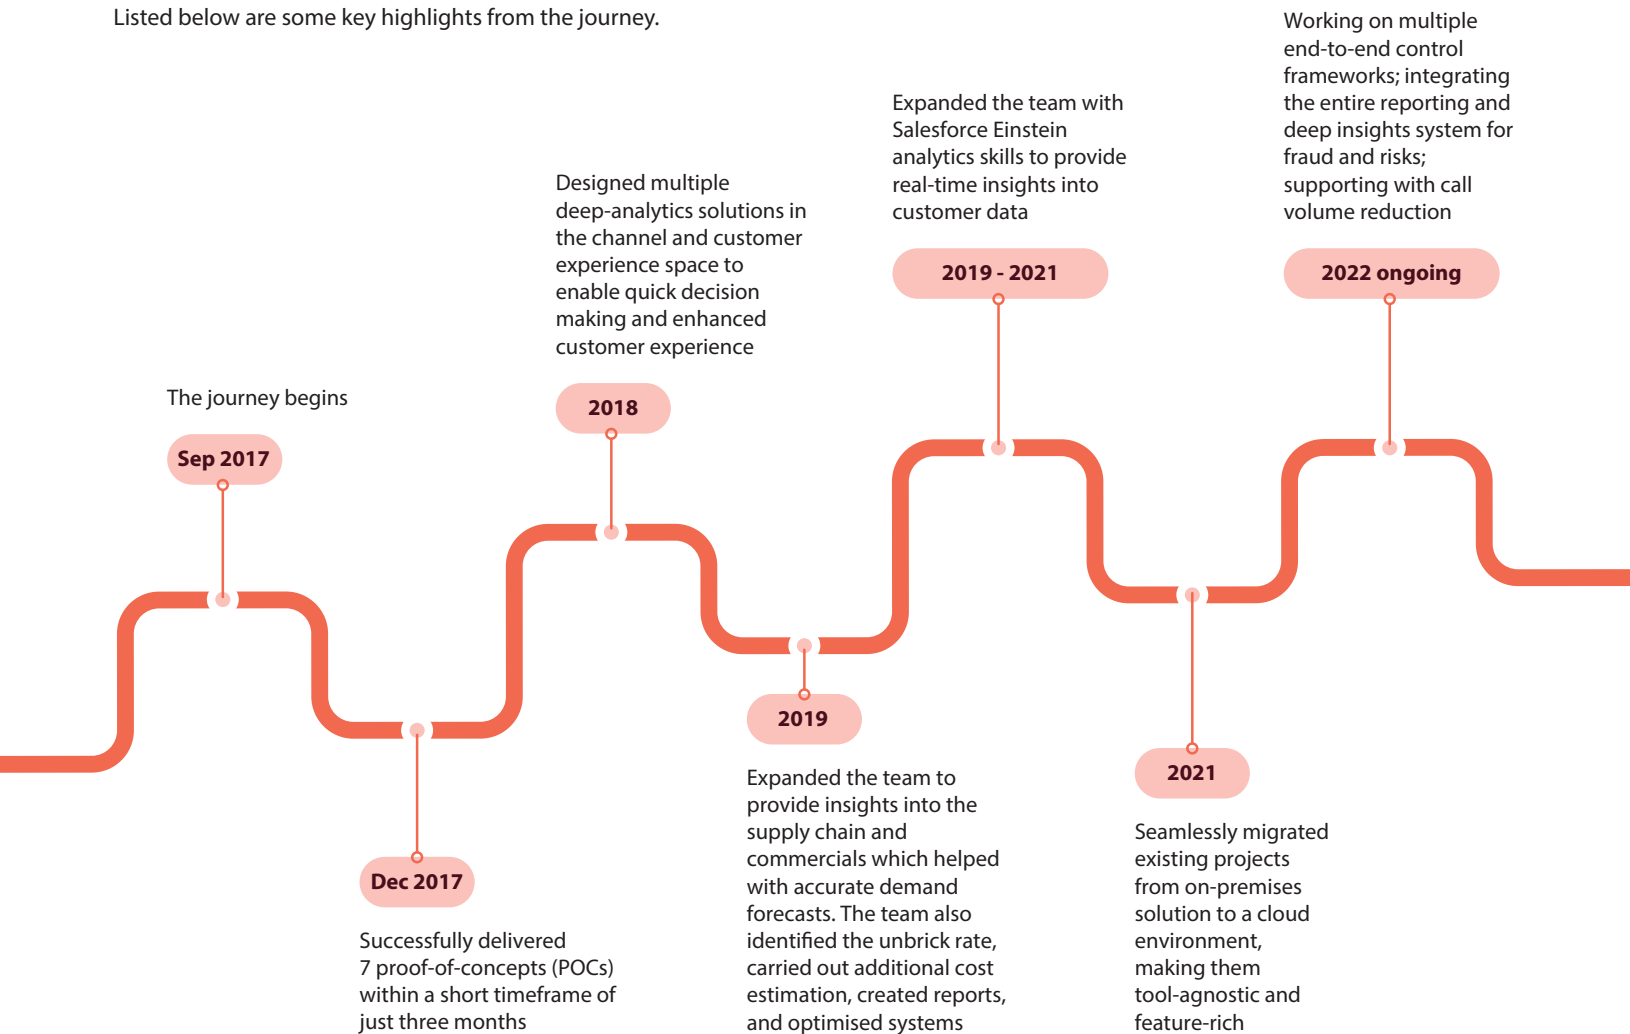 Listed below are some key highlights from the journey.
The journey begins
Sep 2017
Dec 2017
Successfully delivered
7 proof-of-concepts (POCs)
within a short timeframe of
just three months
Designed multiple
deep-analytics solutions in
the channel and customer
experience space to
enable quick decision
making and enhanced
customer experience
2018
2019
Expanded the team to
provide insights into the
supply chain and
commercials which helped
with accurate demand
forecasts. The team also
identified the unbrick rate,
carried out additional cost
estimation, created reports,
and optimised systems
Expanded the team with
Salesforce Einstein
analytics skills to provide
real-time insights into
customer data
2019 - 2021
2021
Seamlessly migrated
existing projects
from on-premises
solution to a cloud
environment,
making them
tool-agnostic and
feature-rich
Working on multiple
end-to-end control
frameworks; integrating
the entire reporting and
deep insights system for
fraud and risks;
supporting with call
volume reduction
2022 ongoing